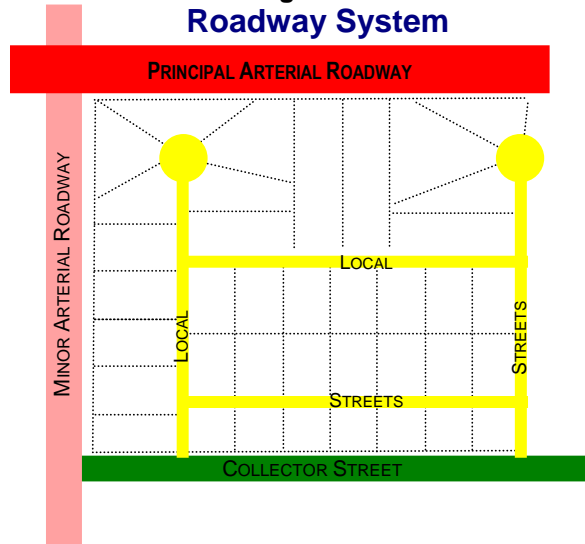 Roadway System
PRINCIPAL ARTERIAL ROADWAY
MINOR ARTERIAL ROADWAY
LOCAL
LOCAL
STREETS
STREETS
COLLECTOR STREET